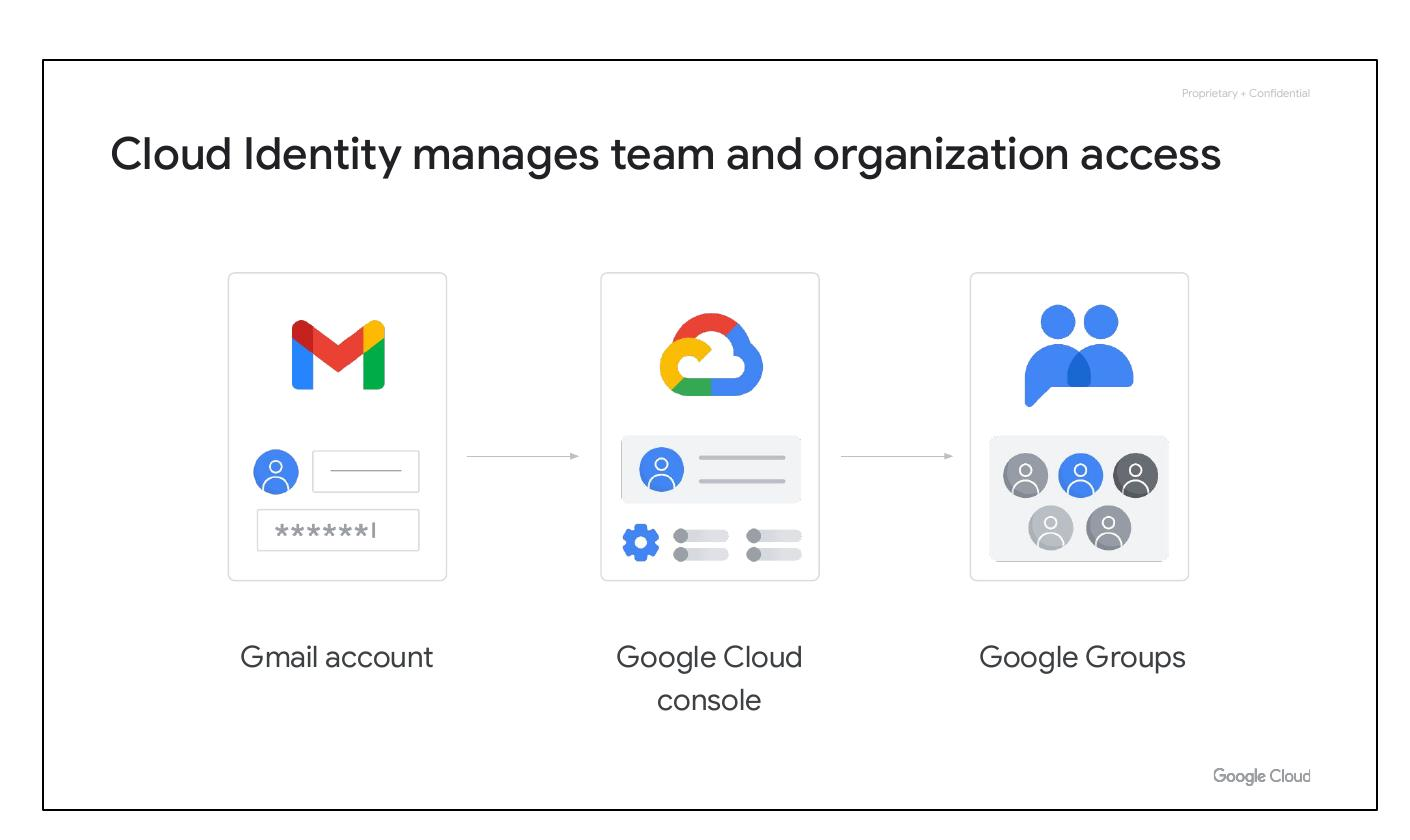 Proprietary + Confidential
Cloud Identity manages team and organization access
******|
Gmail account
Google Cloud
console
Google Groups
Google Cloud